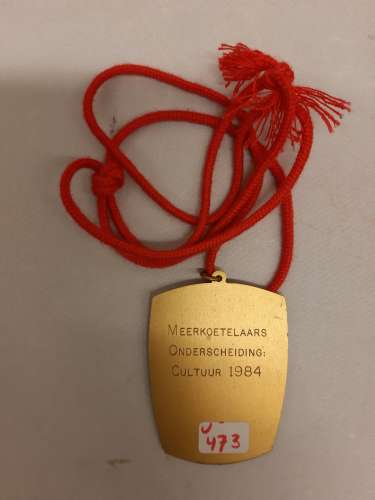 MEERKOETELAARS
ONDERSCHEIDING:
CULTUUR 1984
473